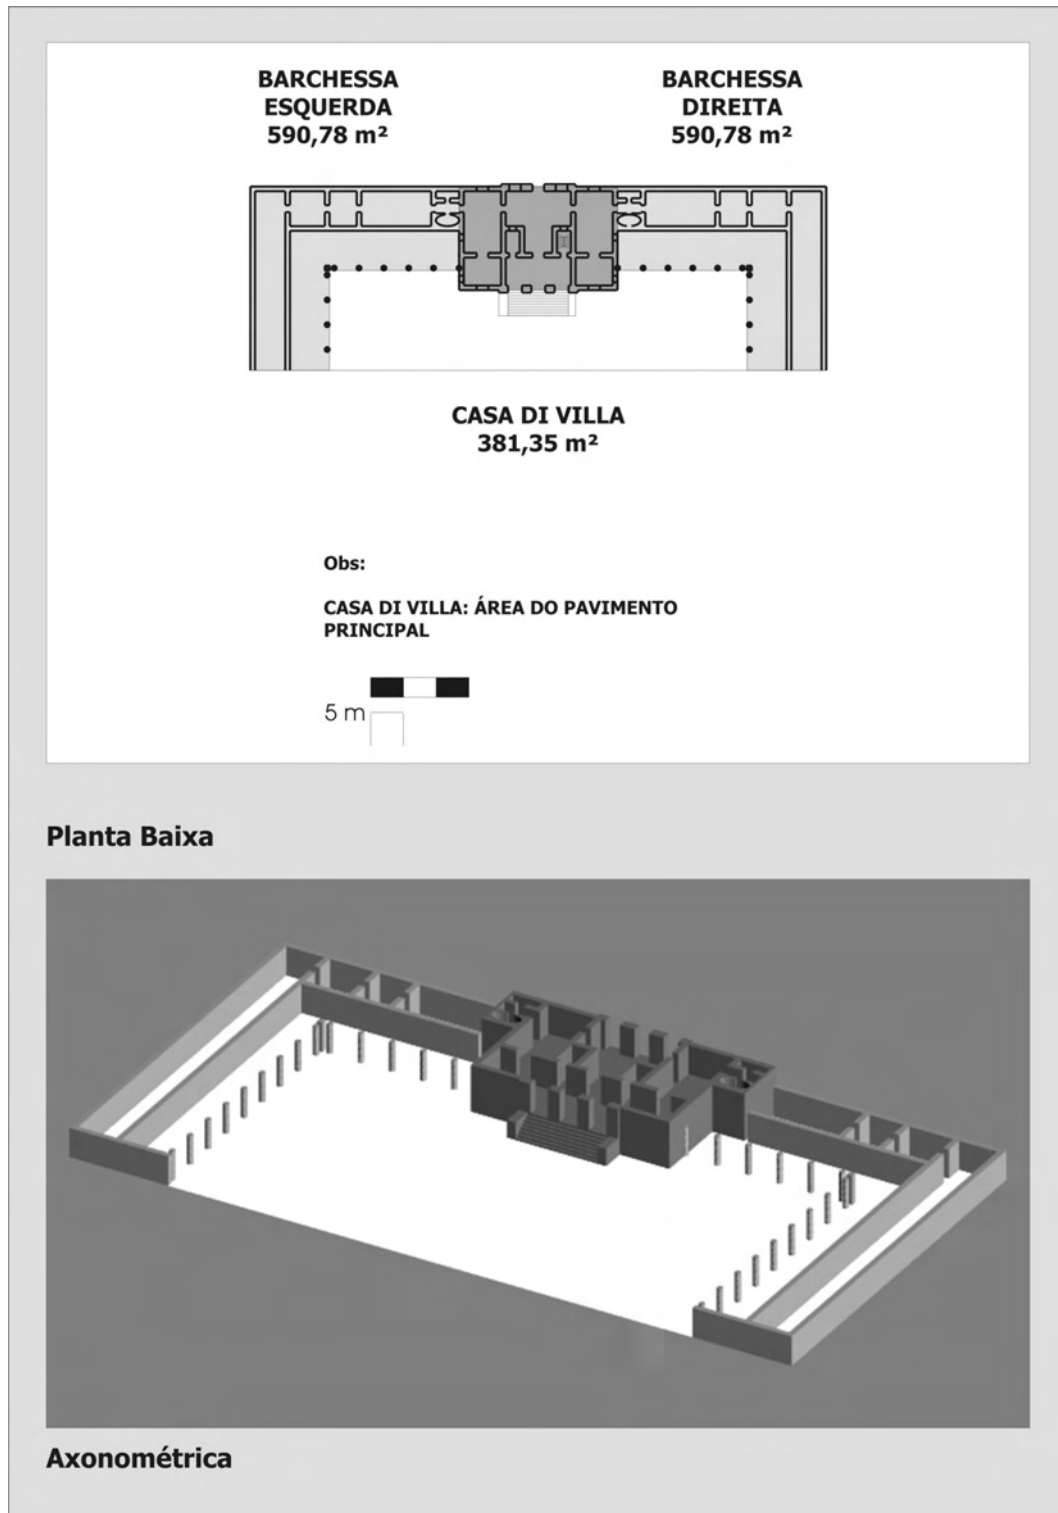 BARCHESSA
ESQUERDA
590,78 m²
BARCHESSA
DIREITA
590,78 m²
CASA DI VILLA
381,35 m²
Obs:
CASA DI VILLA: ÁREA DO PAVIMENTO
PRINCIPAL
5 m
Planta Baixa
Axonométrica